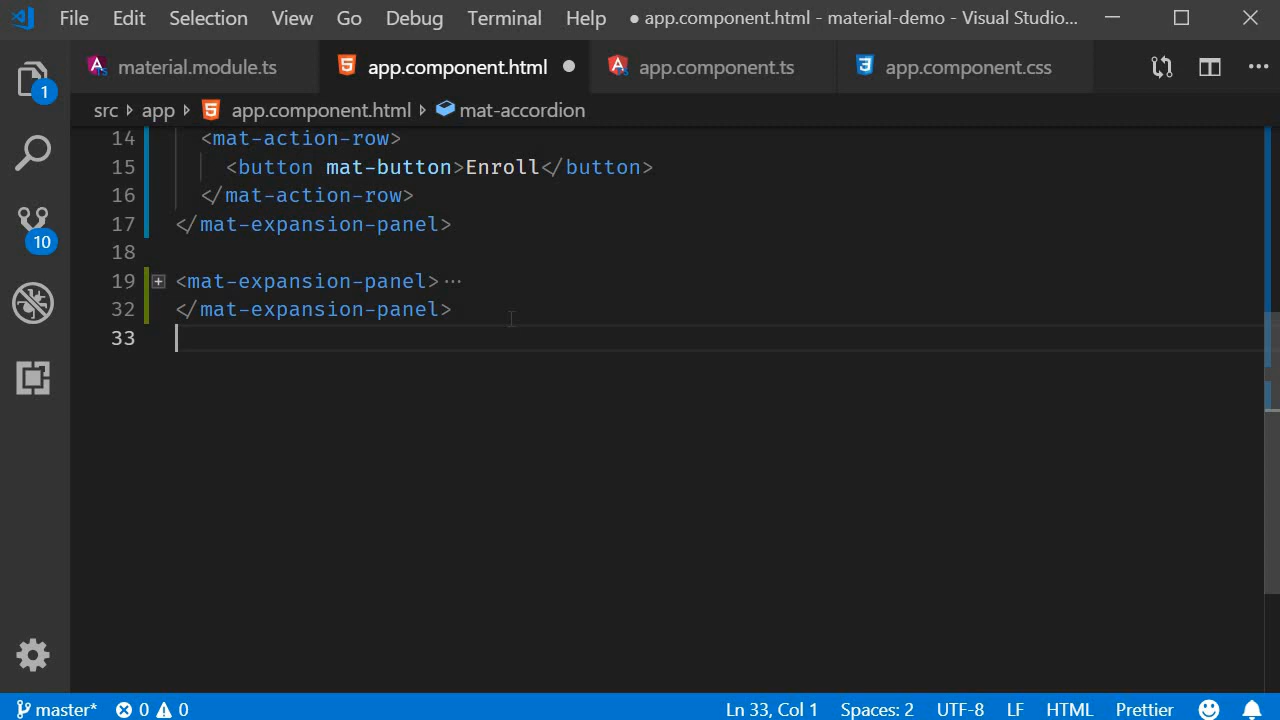 File Edit Selection View Go Debug Terminal Help ● app.component.html - material-demo - Visual Studio...
material.module.ts app.component.html app.component.ts app.component.css
src app app.component.html mat-accordion
14 <mat-action-row>
15 <button mat-button>Enroll</button>
16 </mat-action-row>
17 </mat-expansion-panel>
18
19 <mat-expansion-panel>...
32 </mat-expansion-panel>
33
1
10
master* 0 0 Ln 33, Col 1 Spaces: 2 UTF-8 LF HTML Prettier